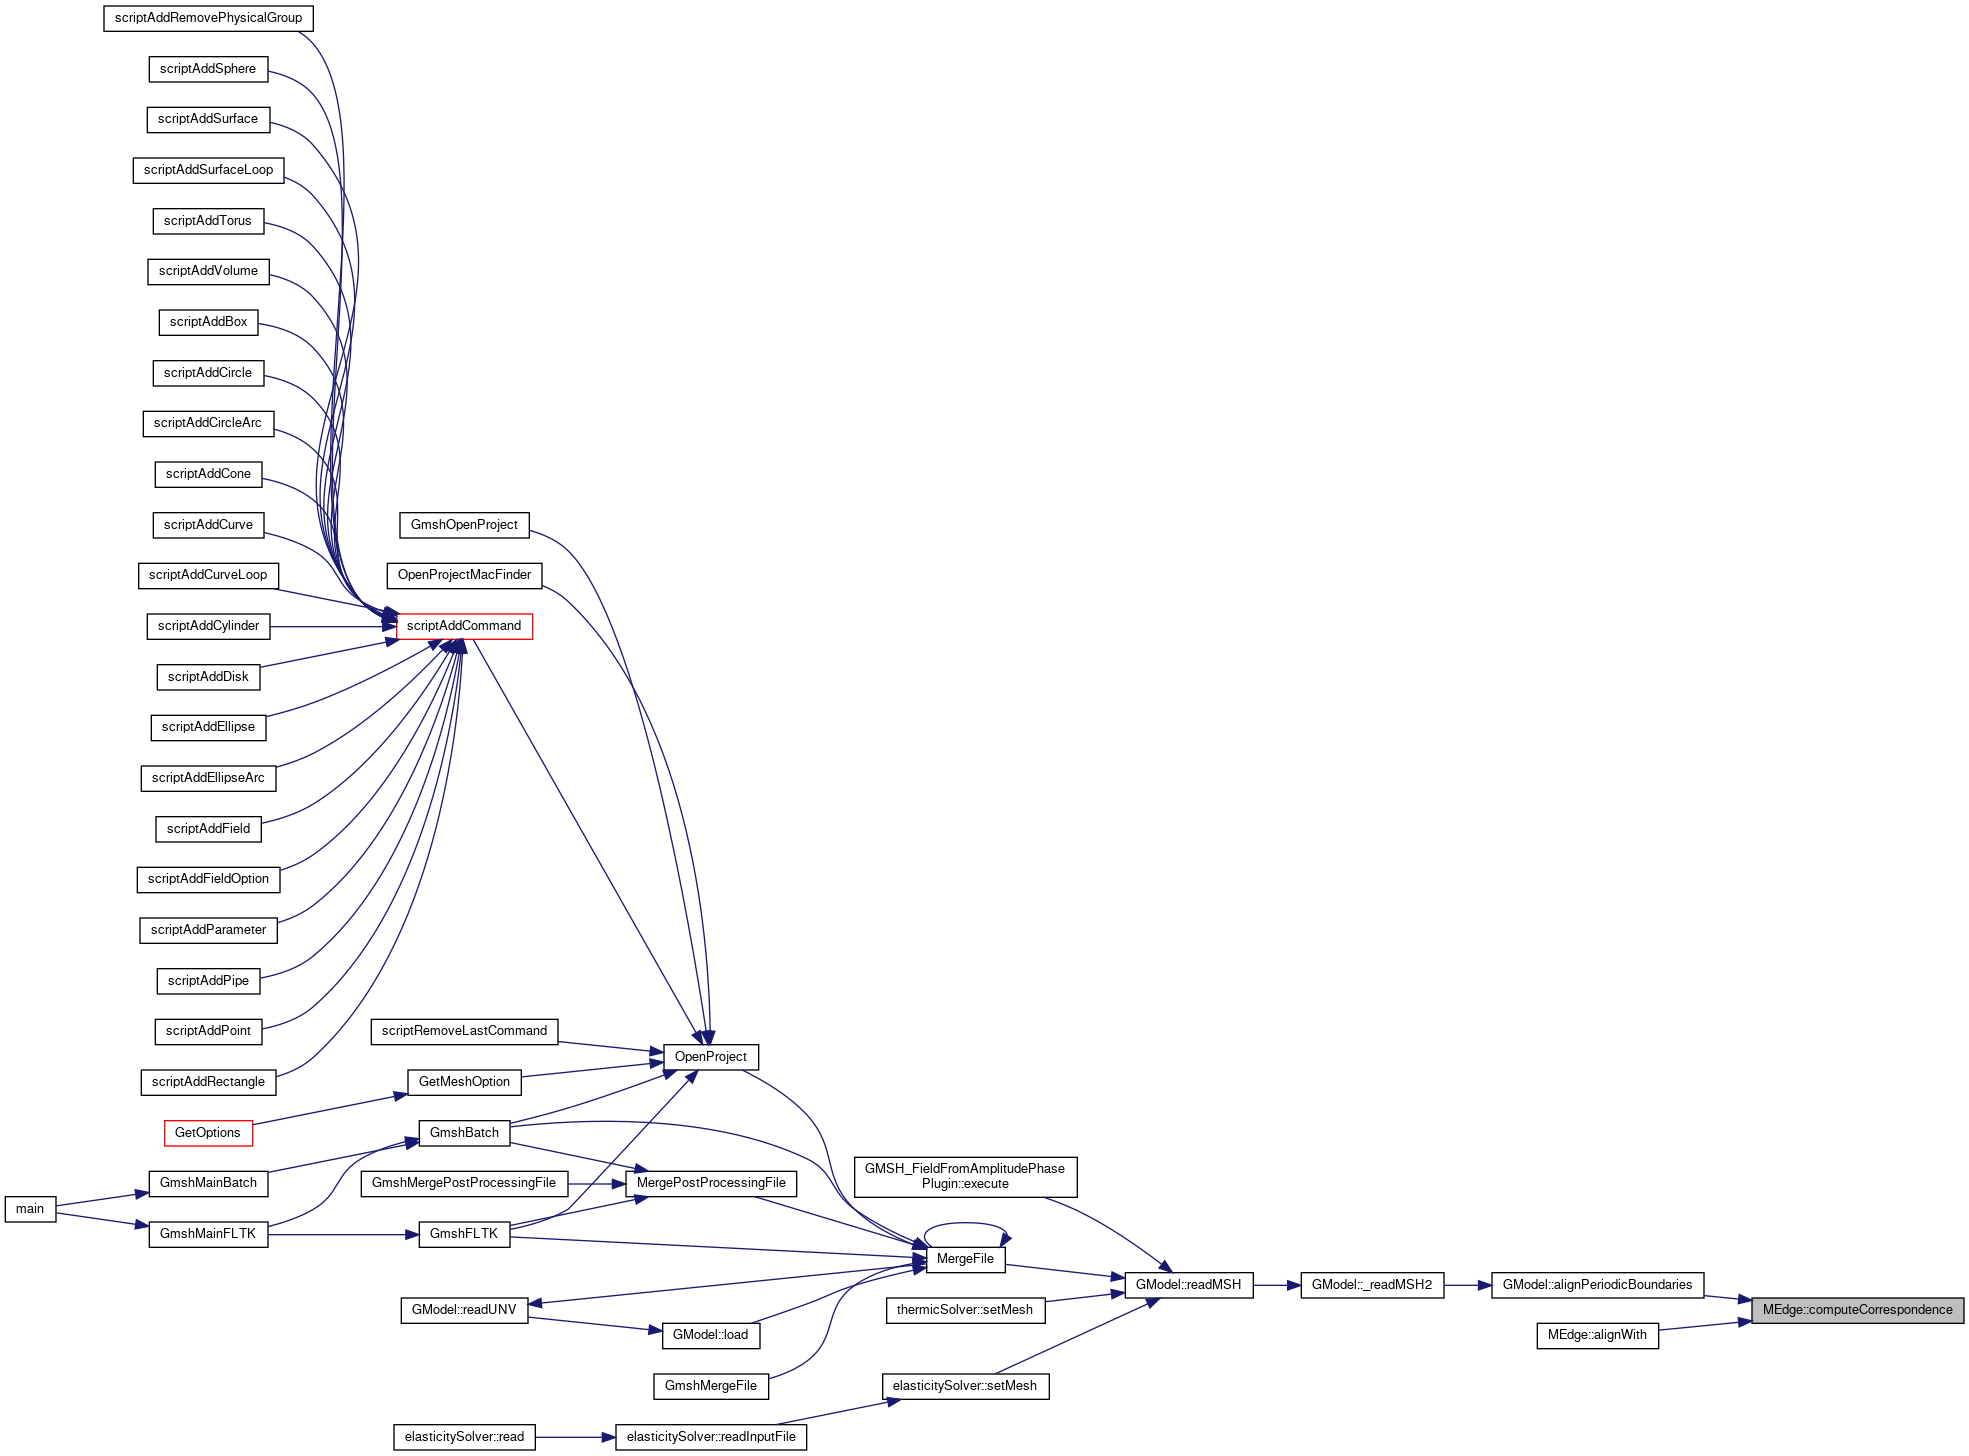 scriptAddRemovePhysicalGroup
scriptAddSphere
scriptAddSurface
scriptAddSurfaceLoop
scriptAddTorus
scriptAddVolume
scriptAddBox
scriptAddCircle
scriptAddCircleArc
scriptAddCone
scriptAddCurve
GmshOpenProject
scriptAddCurveLoop
OpenProjectMacFinder
scriptAddCylinder
scriptAddCommand
scriptAddDisk
scriptAddEllipse
scriptAddEllipseArc
scriptAddField
scriptAddFieldOption
scriptAddParameter
scriptAddPipe
scriptAddPoint
scriptRemoveLastCommand
OpenProject
scriptAddRectangle
GetMeshOption
GetOptions
GmshBatch
GMSH_FieldFromAmplitudePhase
Plugin::execute
GmshMainBatch
GmshMergePostProcessingFile
MergePostProcessingFile
main
GmshMainFLTK
GmshFLTK
MergeFile
GModel::readMSH
GModel::_readMSH2
GModel::alignPeriodicBoundaries
MEdge::computeCorrespondence
GModel::readUNV
thermicSolver::setMesh
GModel::load
MEdge::alignWith
GmshMergeFile
elasticitySolver::setMesh
elasticitySolver::read
elasticitySolver::readInputFile